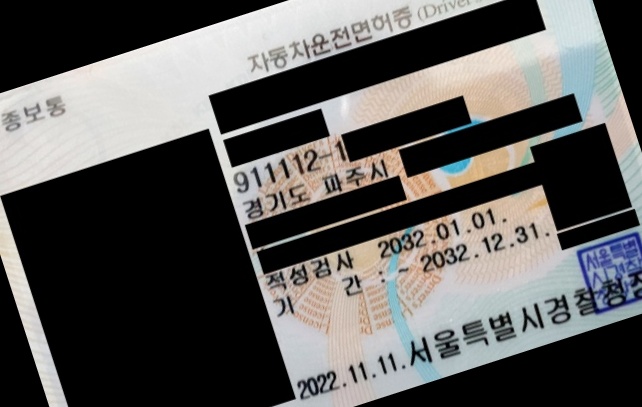 자동차운전면허증 (Driver's
종보통
911112-1
경기도 파주시
적성검사 2032.01.01.
기 간 : ~ 2032.12.31.
2022.11.11. 서울특별시경찰청장